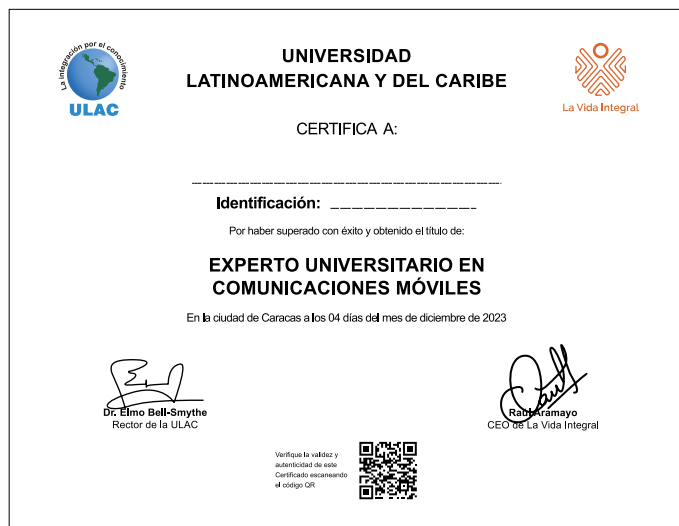 La integración por el conocimiento
ULAC
UNIVERSIDAD
LATINOAMERICANA Y DEL CARIBE
La Vida Integral
CERTIFICA A:
Identificación:
Por haber superado con éxito y obtenido el título de:
EXPERTO UNIVERSITARIO EN
COMUNICACIONES MÓVILES
En la ciudad de Caracas a los 04 días del mes de diciembre de 2023
Dr. Elmo Bell-Smythe
Rector de la ULAC
Raúl Aramayo
CEO de La Vida Integral
Verifique la validez y
autenticidad de este
Certificado escaneando
el código QR